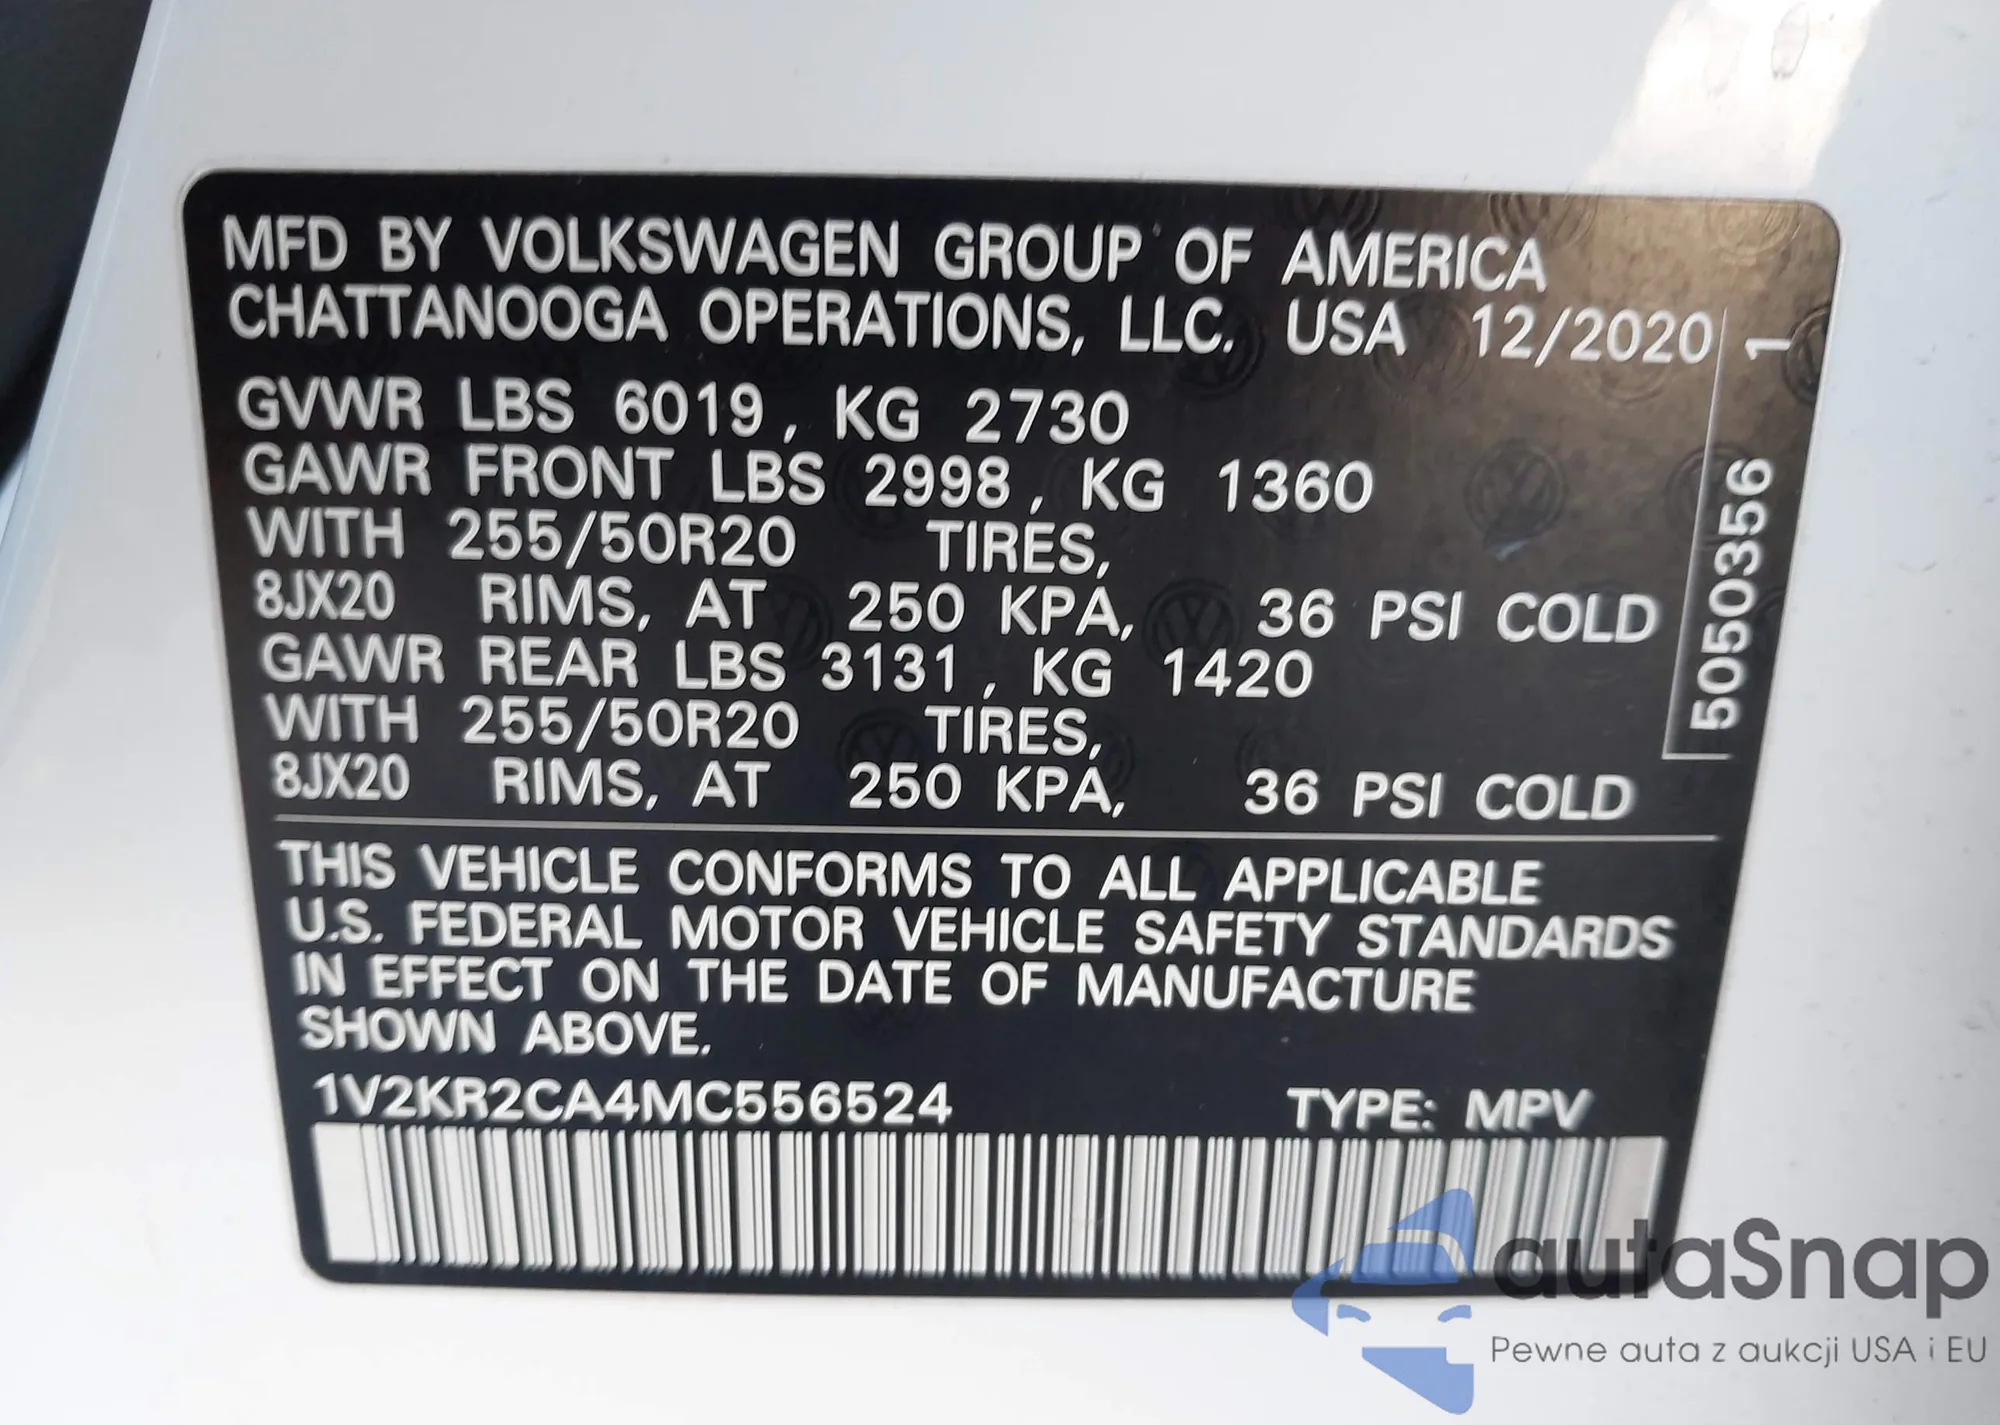 MFD BY VOLKSWAGEN GROUP OF AMERICA
CHATTANOOGA OPERATIONS, LLC. USA 12/2020
GVWR LBS 6019, KG 2730
GAWR FRONT LBS 2998, KG 1360
WITH 255/50R20 TIRES,
8JX20 RIMS, AT 250 KPA, 36 PSI COLD
GAWR REAR LBS 3131, KG 1420
WITH 255/50R20 TIRES,
8JX20 RIMS, AT 250 KPA, 36 PSI COLD
5050356 1
THIS VEHICLE CONFORMS TO ALL APPLICABLE
U.S. FEDERAL MOTOR VEHICLE SAFETY STANDARDS
IN EFFECT ON THE DATE OF MANUFACTURE
SHOWN ABOVE.
1V2KR2CA4MC556524 TYPE: MPV
autaSnap
Pewne auta z aukcji USA i EU